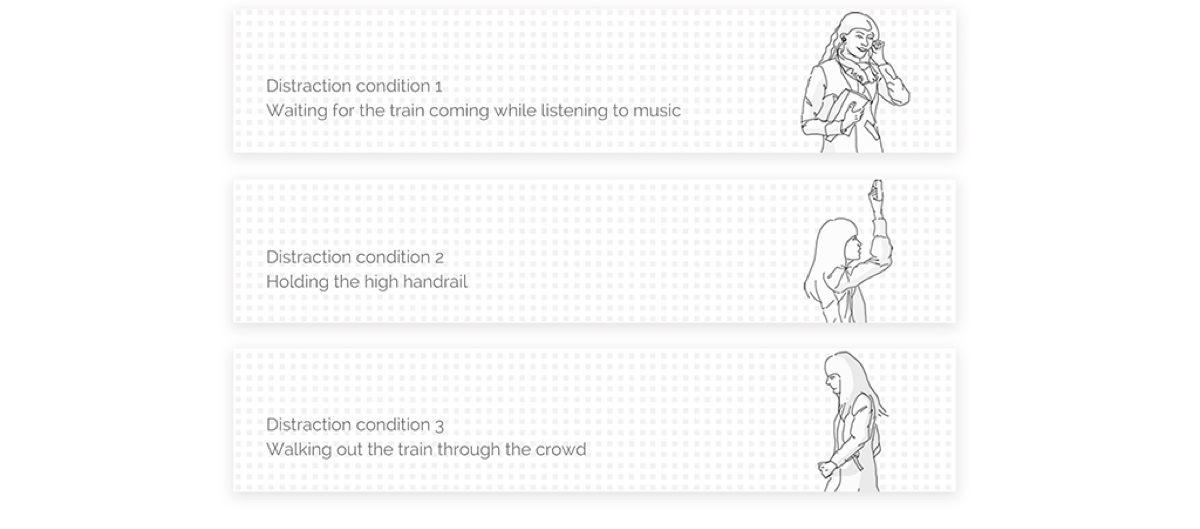 Distraction condition 1
Waiting for the train coming while listening to music
Distraction condition 2
Holding the high handrail
Distraction condition 3
Walking out the train through the crowd